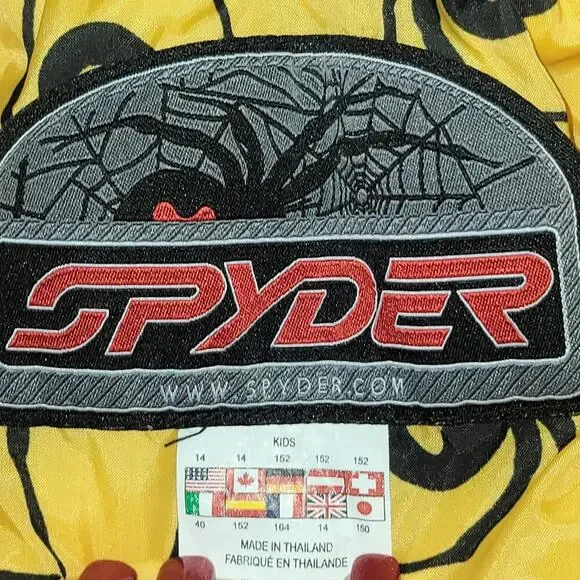 SPYDER
WWW.SPYDER.COM
KIDS
14 14 152 152 152
40 152 164 14 150
MADE IN THAILAND
FABRIQUÉ EN THAILANDE